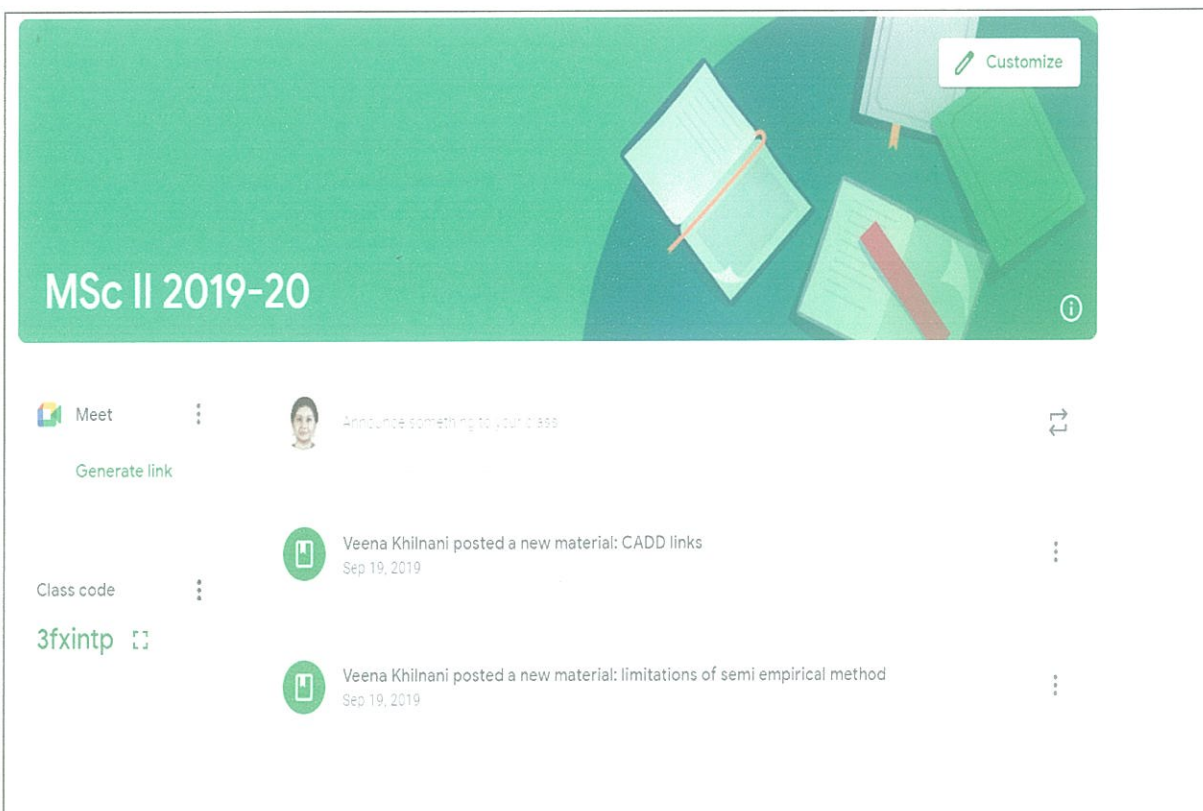 Customize
MSc II 2019-20
Meet
Announce something to your class
Generate link
Veena Khilnani posted a new material: CADD links
Sep 19, 2019
Class code
3fxintp
Veena Khilnani posted a new material: limitations of semi empirical method
Sep 19, 2019